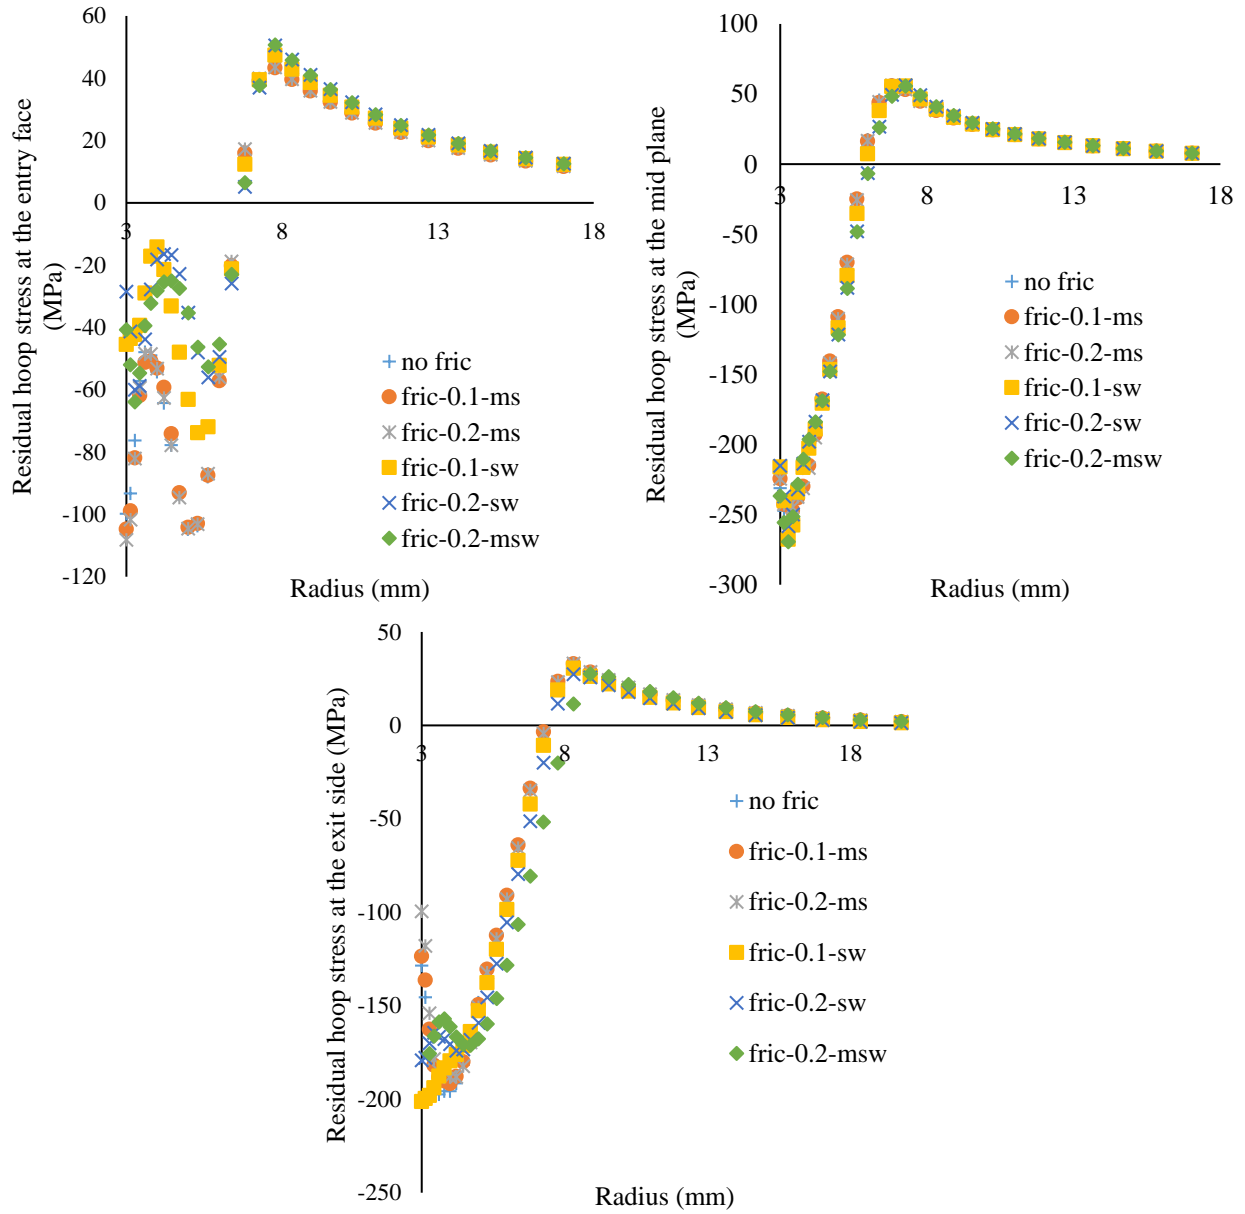 Residual hoop stress at the entry face
(MPa)
60
40
20
0
-20
-40
-60
-80
-100
-120
3
8
13
18
no fric
fric-0.1-ms
fric-0.2-ms
fric-0.1-sw
fric-0.2-sw
fric-0.2-msw
Radius (mm)
Residual hoop stress at the mid plane
(MPa)
100
50
0
-50
-100
-150
-200
-250
-300
3
8
13
18
no fric
fric-0.1-ms
fric-0.2-ms
fric-0.1-sw
fric-0.2-sw
fric-0.2-msw
Radius (mm)
Residual hoop stress at the exit side (MPa)
50
0
-50
-100
-150
-200
-250
3
8
13
18
no fric
fric-0.1-ms
fric-0.2-ms
fric-0.1-sw
fric-0.2-sw
fric-0.2-msw
Radius (mm)